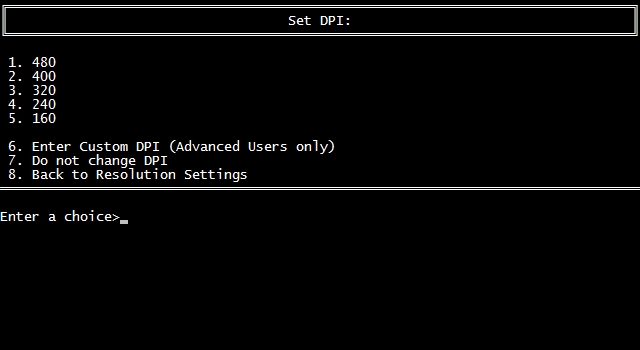 Set DPI:
1. 480
2. 400
3. 320
4. 240
5. 160
6. Enter Custom DPI (Advanced Users only)
7. Do not change DPI
8. Back to Resolution Settings
Enter a choice>